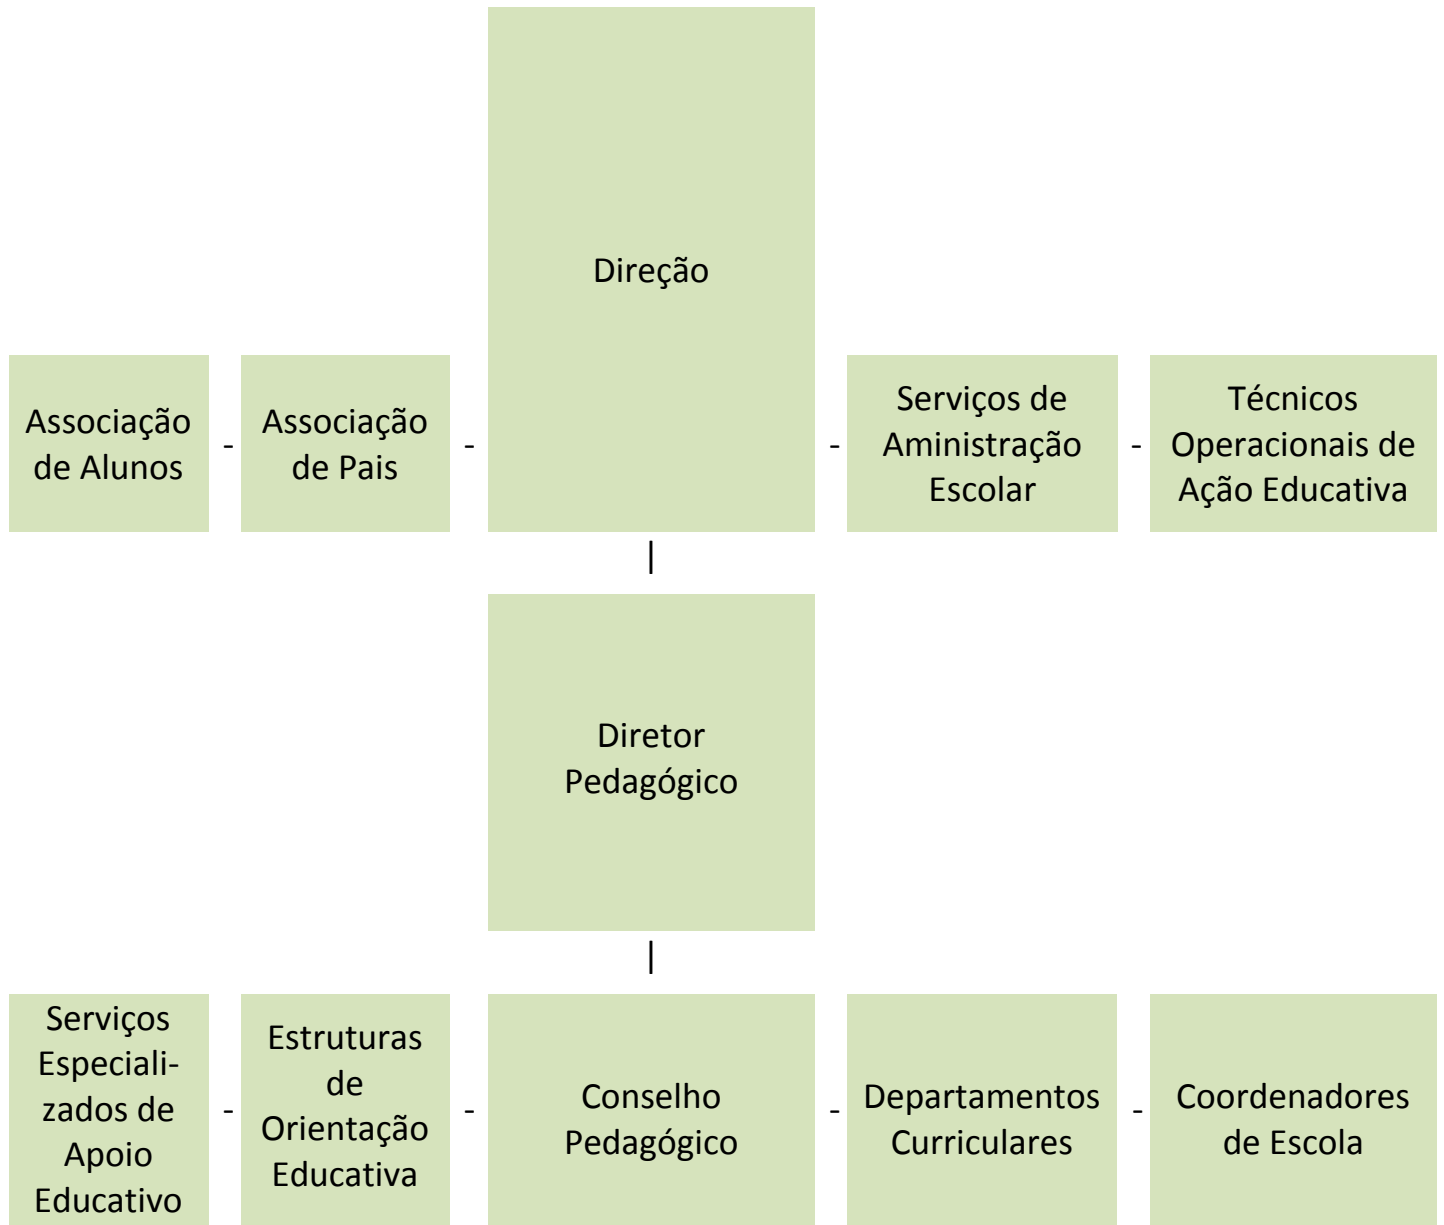 Direção
Associação
de Alunos
-
Associação
de Pais
-
-
Serviços de
Aministração
Escolar
-
Técnicos
Operacionais de
Ação Educativa
|
Diretor
Pedagógico
|
Serviços
Especiali-
zados de
Apoio
Educativo
-
Estruturas
de
Orientação
Educativa
-
Conselho
Pedagógico
-
Departamentos
Curriculares
-
Coordenadores
de Escola